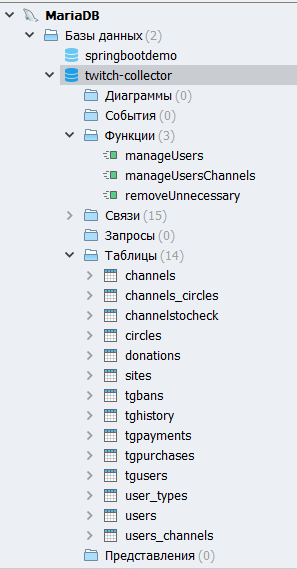 MariaDB
Базы данных (2)
springbootdemo
twitch-collector
Диаграммы (0)
События (0)
Функции (3)
manageUsers
manageUsersChannels
removeUnnecessary
Связи (15)
Запросы (0)
Таблицы (14)
channels
channels_circles
channelstocheck
circles
donations
sites
tgbans
tghistory
tgpayments
tgpurchases
tgusers
user_types
users
users_channels
Представления (0)